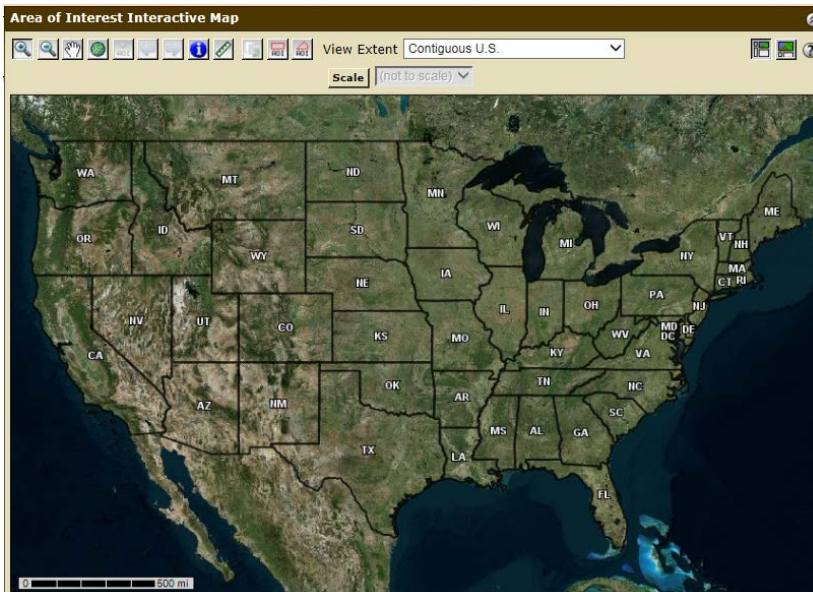 Area of Interest Interactive Map
View Extent Contiguous U.S.
Scale (not to scale)
WA
MT
ND
MN
ME
OR
ID
SD
WI
MI
VT
NH
NY
WY
MA
IA
CT RI
NE
PA
NV
UT
CO
IL
IN
OH
NJ
MD
DE
DC
WV
VA
KS
MO
KY
CA
OK
TN
NC
AZ
NM
AR
SC
MS
AL
GA
TX
LA
FL
0 500 mi